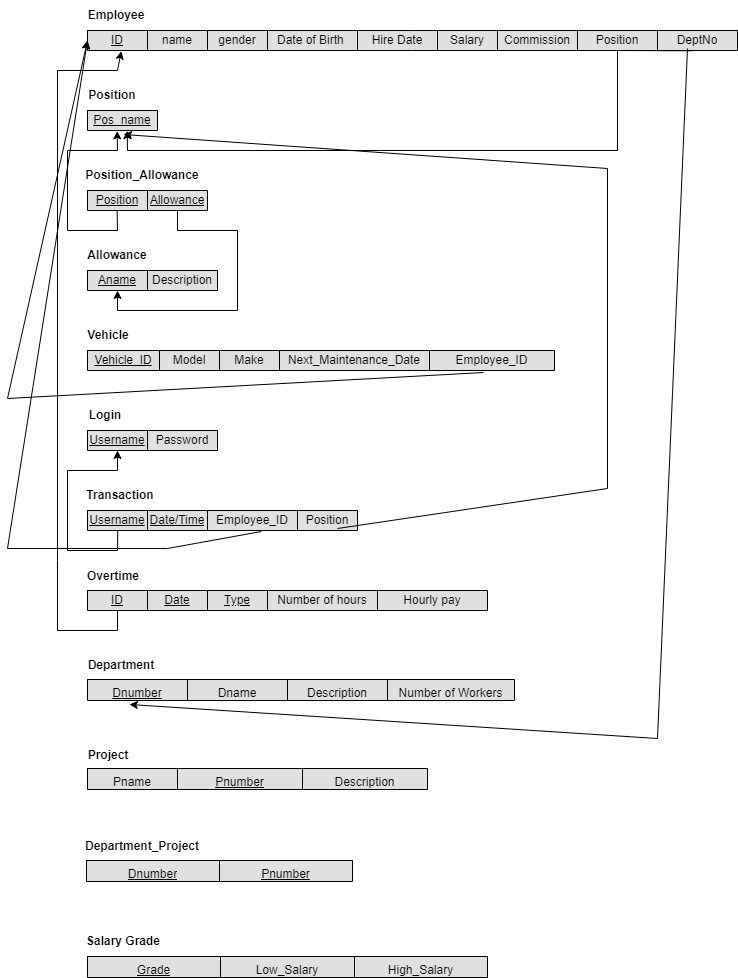 Employee
ID name gender Date of Birth Hire Date Salary Commission Position DeptNo
Position
Pos_name
Position_Allowance
Position Allowance
Allowance
Aname Description
Vehicle
Vehicle_ID Model Make Next_Maintenance_Date Employee_ID
Login
Username Password
Transaction
Username Date/Time Employee_ID Position
Overtime
ID Date Type Number of hours Hourly pay
Department
Dnumber Dname Description Number of Workers
Project
Pname Pnumber Description
Department_Project
Dnumber Pnumber
Salary Grade
Grade Low_Salary High_Salary